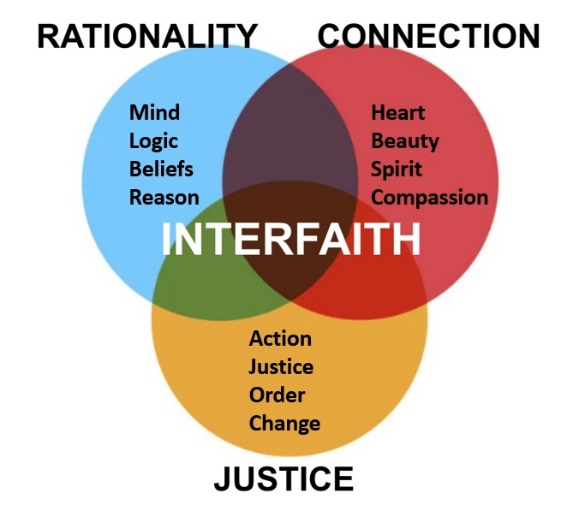 RATIONALITY
CONNECTION
Mind
Logic
Beliefs
Reason
Heart
Beauty
Spirit
Compassion
INTERFAITH
Action
Justice
Order
Change
JUSTICE